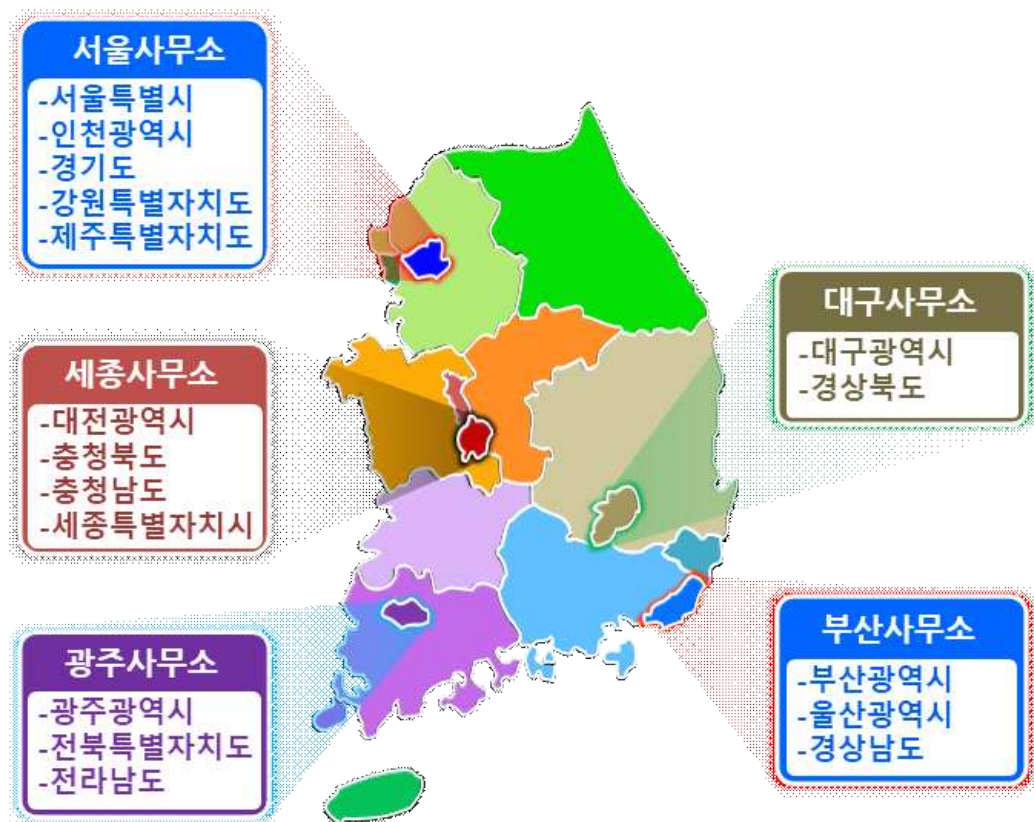 서울사무소
-서울특별시
-인천광역시
-경기도
-강원특별자치도
-제주특별자치도
세종사무소
-대전광역시
-충청북도
-충청남도
-세종특별자치시
광주사무소
-광주광역시
-전북특별자치도
-전라남도
대구사무소
-대구광역시
-경상북도
부산사무소
-부산광역시
-울산광역시
-경상남도